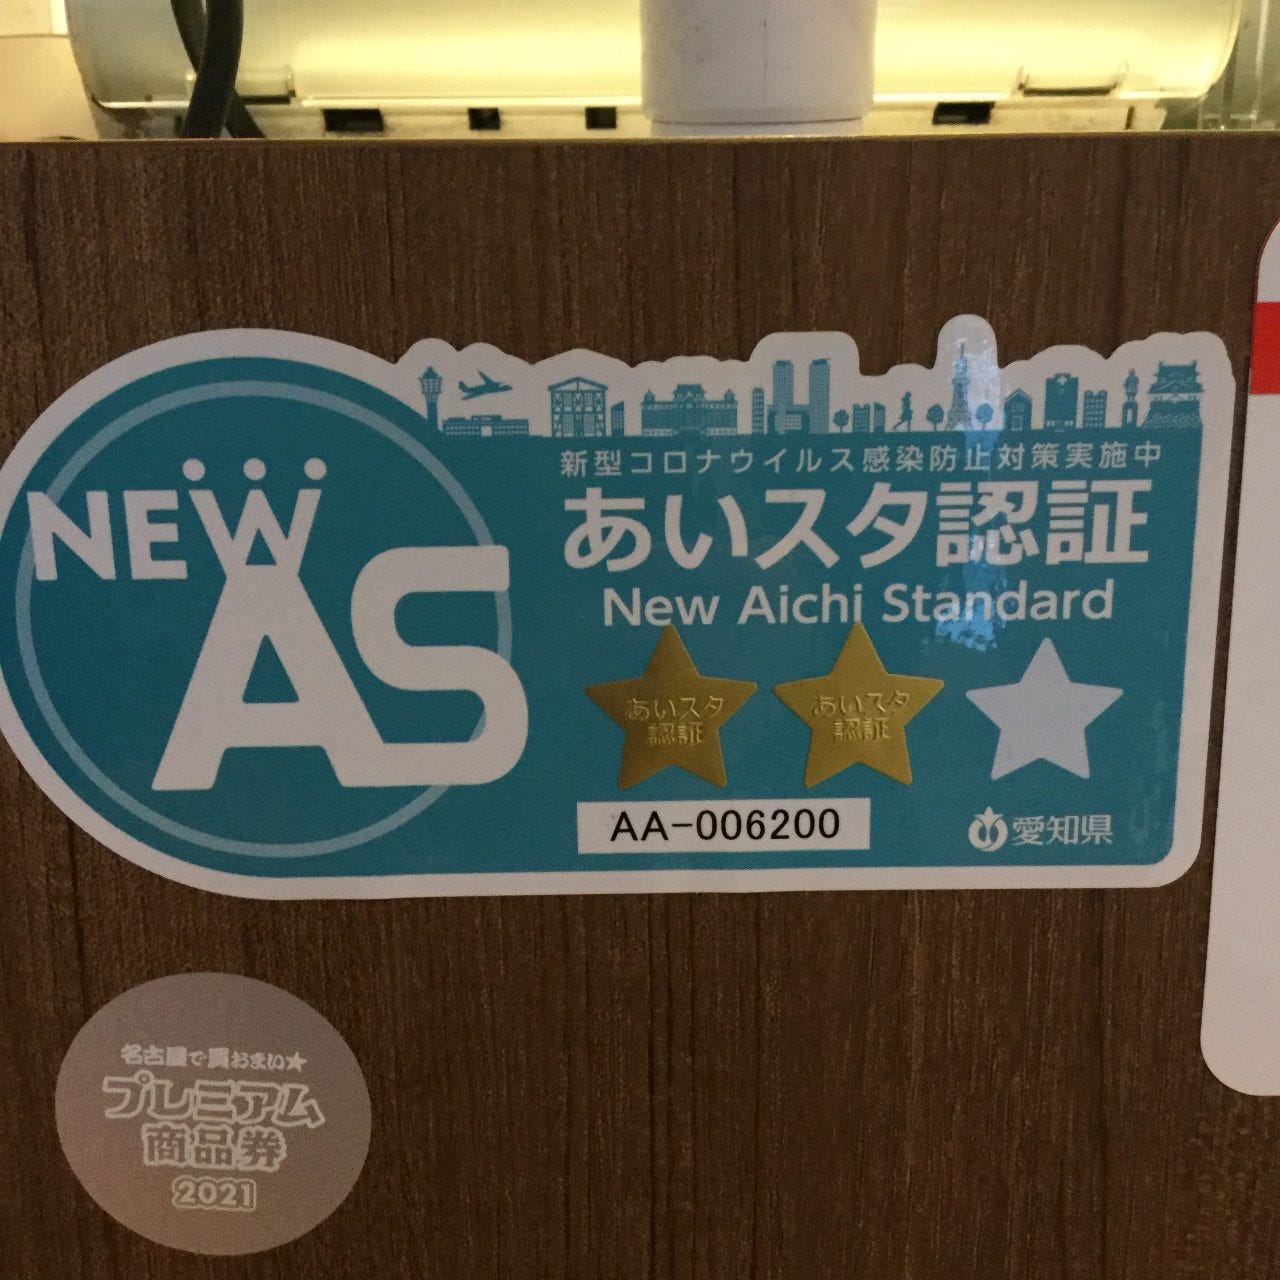 NEW
AS
新型コロナウイルス感染防止対策実施中
あいスタ認証
New Aichi Standard
あいスタ
認証
あいスタ
認証
AA-006200
愛知県
名古屋で買おまい★
プレミアム
商品券
2021